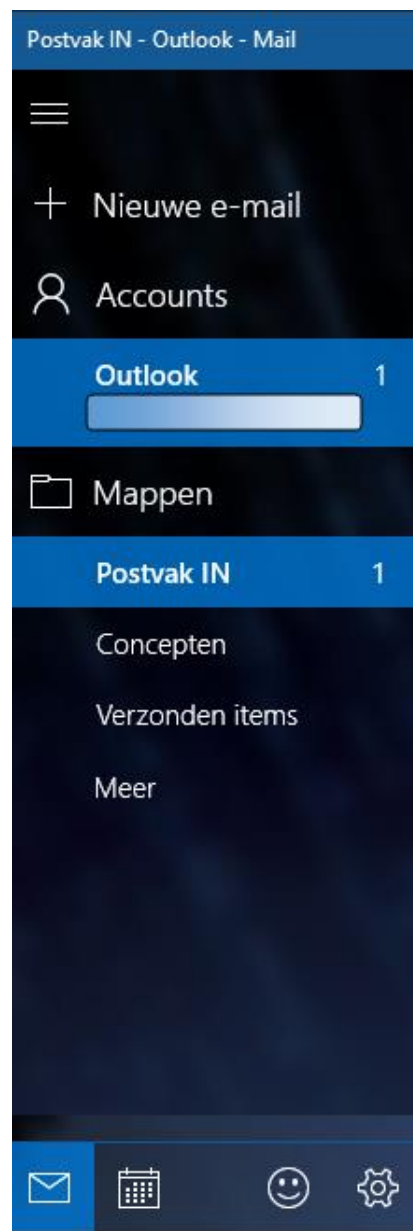 Postvak IN - Outlook - Mail
Nieuwe e-mail
Accounts
Outlook 1
Mappen
Postvak IN 1
Concepten
Verzonden items
Meer